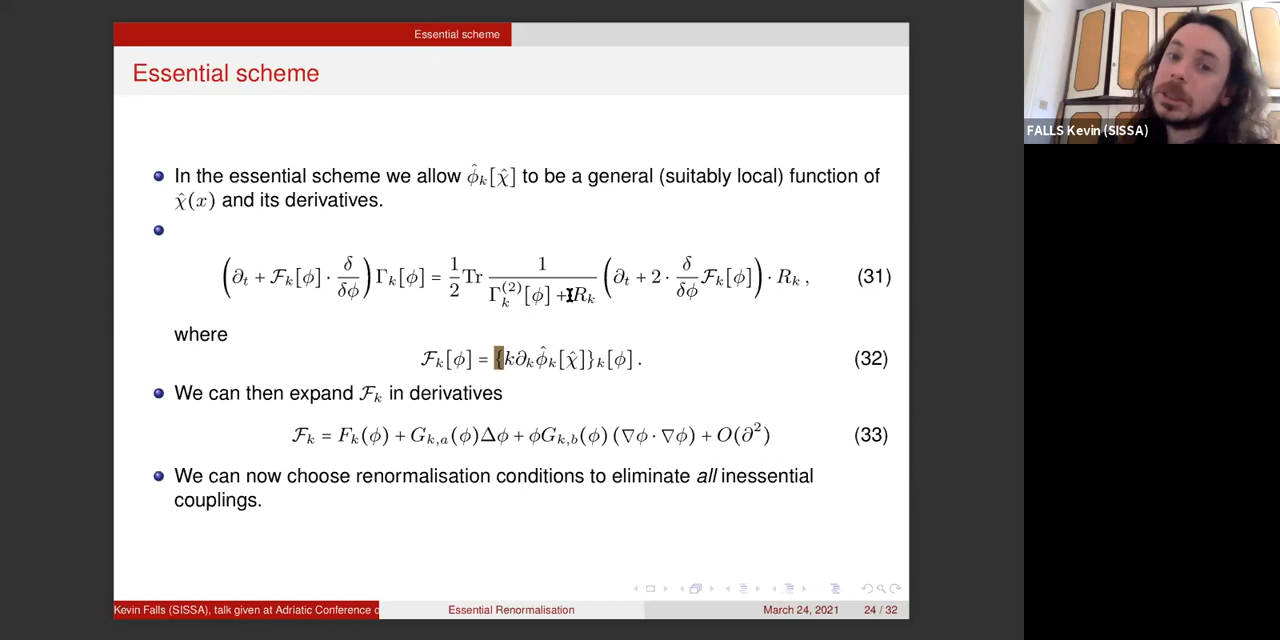 Essential scheme
Essential scheme
In the essential scheme we allow $\hat{\phi}_k[\hat{\chi}]$ to be a general (suitably local) function of
$\hat{\chi}(x)$ and its derivatives.
$\left(\partial_t + \mathcal{F}_k[\phi] \cdot \frac{\delta}{\delta\phi}\right)\Gamma_k[\phi] = \frac{1}{2}\mathrm{Tr}\frac{1}{\Gamma_k^{(2)}[\phi] + R_k}\left(\partial_t + 2 \cdot \frac{\delta}{\delta\phi}\mathcal{F}_k[\phi]\right) \cdot R_k\,,$ (31)
where
$\mathcal{F}_k[\phi] = \{k\partial_k\hat{\phi}_k[\hat{\chi}]\}_k[\phi]\,.$ (32)
We can then expand $\mathcal{F}_k$ in derivatives
$\mathcal{F}_k = F_k(\phi) + G_{k,a}(\phi)\Delta\phi + \phi G_{k,b}(\phi)(\nabla\phi \cdot \nabla\phi) + O(\partial^2)$ (33)
We can now choose renormalisation conditions to eliminate all inessential
couplings.
Kevin Falls (SISSA), talk given at Adriatic Conference
Essential Renormalisation
March 24, 2021
24 / 32
FALLS Kevin (SISSA)